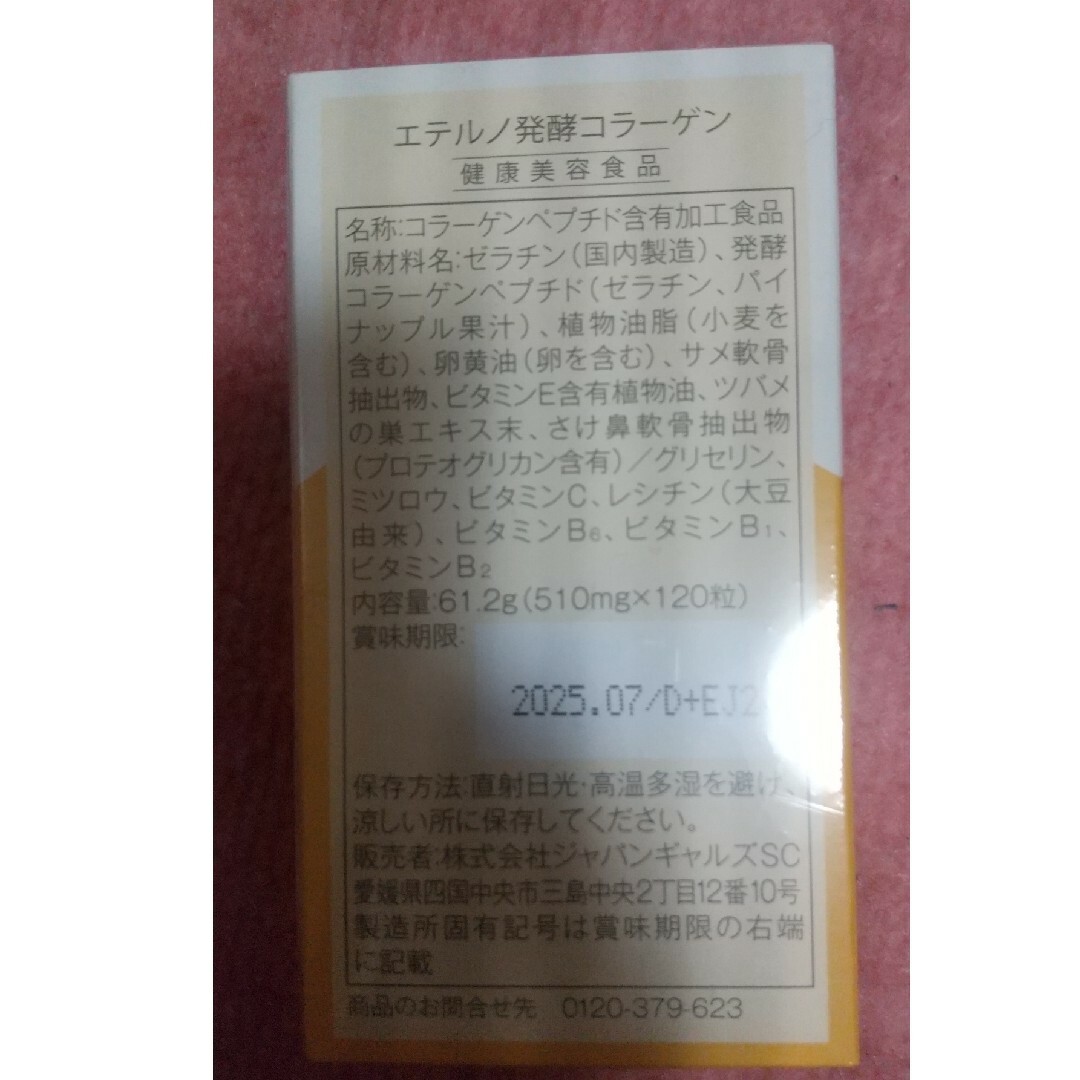 エテルノ発酵コラーゲン
健康美容食品
名称:コラーゲンペプチド含有加工食品
原材料名:ゼラチン(国内製造)、発酵
コラーゲンペプチド(ゼラチン、パイ
ナップル果汁)、植物油脂(小麦を
含む)、卵黄油(卵を含む)、サメ軟骨
抽出物、ビタミンE含有植物油、ツバメ
の巣エキス末、さけ鼻軟骨抽出物
(プロテオグリカン含有)/グリセリン、
ミツロウ、ビタミンC、レシチン(大豆
由来)、ビタミンB₆、ビタミンB₁、
ビタミンB₂
内容量:61.2g(510mg×120粒)
賞味期限:
2025.07/D+EJ2
保存方法:直射日光・高温多湿を避け、
涼しい所に保存してください。
販売者:株式会社ジャパンギャルズSC
愛媛県四国中央市三島中央2丁目12番10号
製造所固有記号は賞味期限の右端
に記載
商品のお問合せ先 0120-379-623